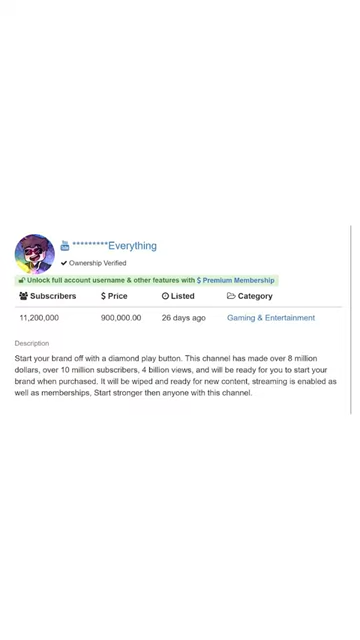 *********Everything
Ownership Verified
Unlock full account username & other features with $ Premium Membership
Subscribers $ Price Listed Category
11,200,000 900,000.00 26 days ago Gaming & Entertainment
Description
Start your brand off with a diamond play button. This channel has made over 8 million
dollars, over 10 million subscribers, 4 billion views, and will be ready for you to start your
brand when purchased. It will be wiped and ready for new content, streaming is enabled as
well as memberships, Start stronger then anyone with this channel.